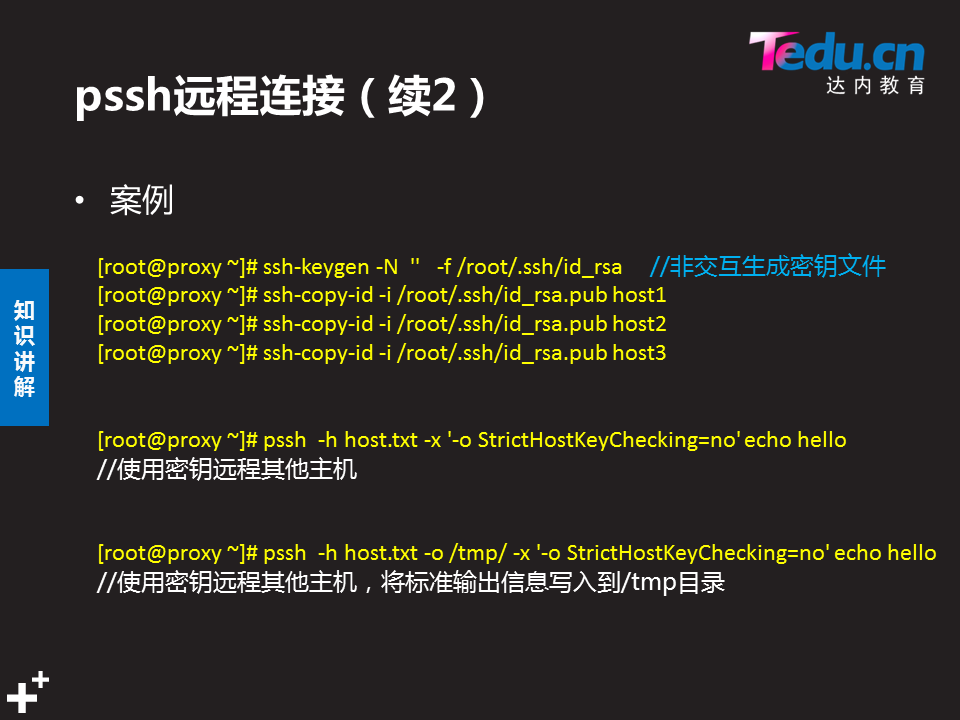 Tedu.cn
达内教育
pssh远程连接（续2）
• 案例
[root@proxy ~]# ssh-keygen -N '' -f /root/.ssh/id_rsa //非交互生成密钥文件
[root@proxy ~]# ssh-copy-id -i /root/.ssh/id_rsa.pub host1
[root@proxy ~]# ssh-copy-id -i /root/.ssh/id_rsa.pub host2
[root@proxy ~]# ssh-copy-id -i /root/.ssh/id_rsa.pub host3
知识讲解
[root@proxy ~]# pssh -h host.txt -x '-o StrictHostKeyChecking=no' echo hello
//使用密钥远程其他主机
[root@proxy ~]# pssh -h host.txt -o /tmp/ -x '-o StrictHostKeyChecking=no' echo hello
//使用密钥远程其他主机，将标准输出信息写入到/tmp目录